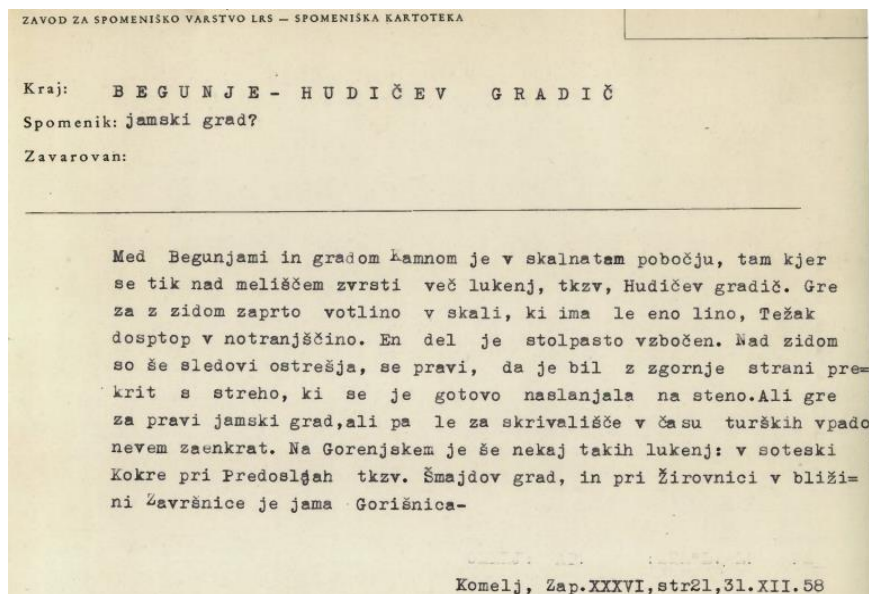 ZAVOD ZA SPOMENIŠKO VARSTVO LRS — SPOMENIŠKA KARTOTEKA
Kraj: BEGUNJE- HUDIČEV GRADIČ
Spomenik: jamski grad?
Zavarovan:
Med Begunjami in gradom Kamnom je v skalnatem pobočju, tam kjer
se tik nad meliščem zvrsti več lukenj, tkzv, Hudičev gradič. Gre
za z zidom zaprto votlino v skali, ki ima le eno lino, Težak
dosptop v notranjščino. En del je stolpasto vzbočen. Nad zidom
so še sledovi ostrešja, se pravi, da je bil z zgornje strani pre=
krit s streho, ki se je gotovo naslanjala na steno.Ali gre
za pravi jamski grad,ali pa le za skrivališče v času turških vpado
nevem zaenkrat. Na Gorenjskem je še nekaj takih lukenj: v soteski
Kokre pri Predosljah tkzv. Šmajdov grad, in pri Žirovnici v bliži=
ni Završnice je jama Gorišnica-
Komelj, Zap.XXXVI,str21,31.XII.58